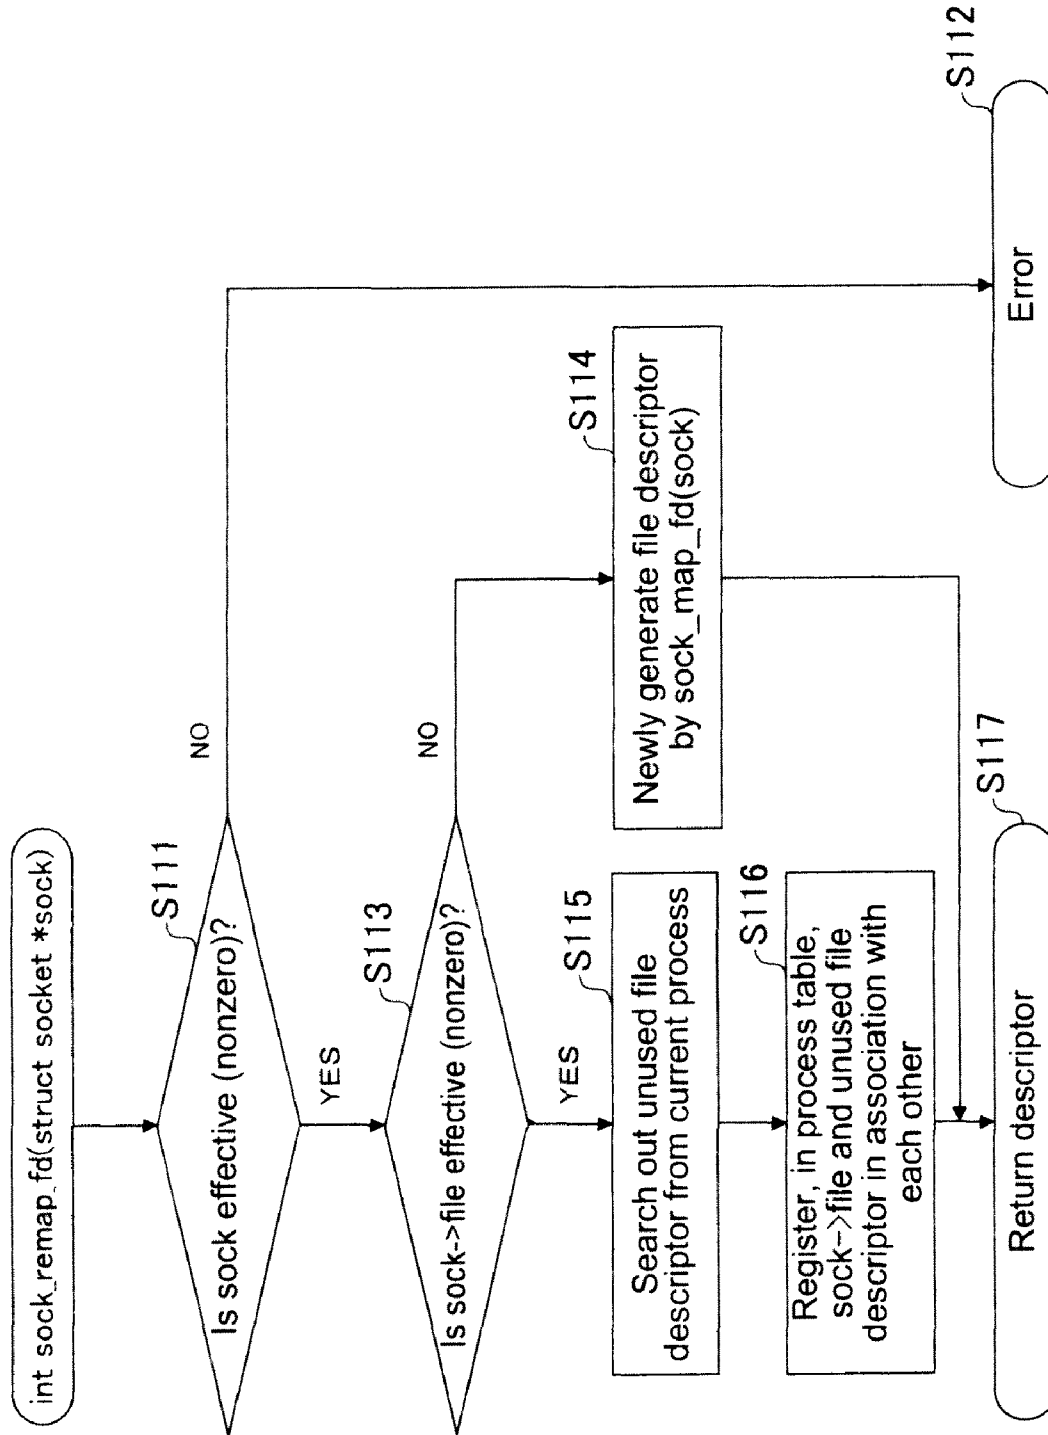 int sock_remap_fd(struct socket *sock)
S111
Is sock effective (nonzero)?
NO
YES
S113
Is sock->file effective (nonzero)?
NO
YES
S114
Newly generate file descriptor
by sock_map_fd(sock)
S115
Search out unused file
descriptor from current process
S116
Register, in process table,
sock->file and unused file
descriptor in association with
each other
S117
Return descriptor
S112
Error